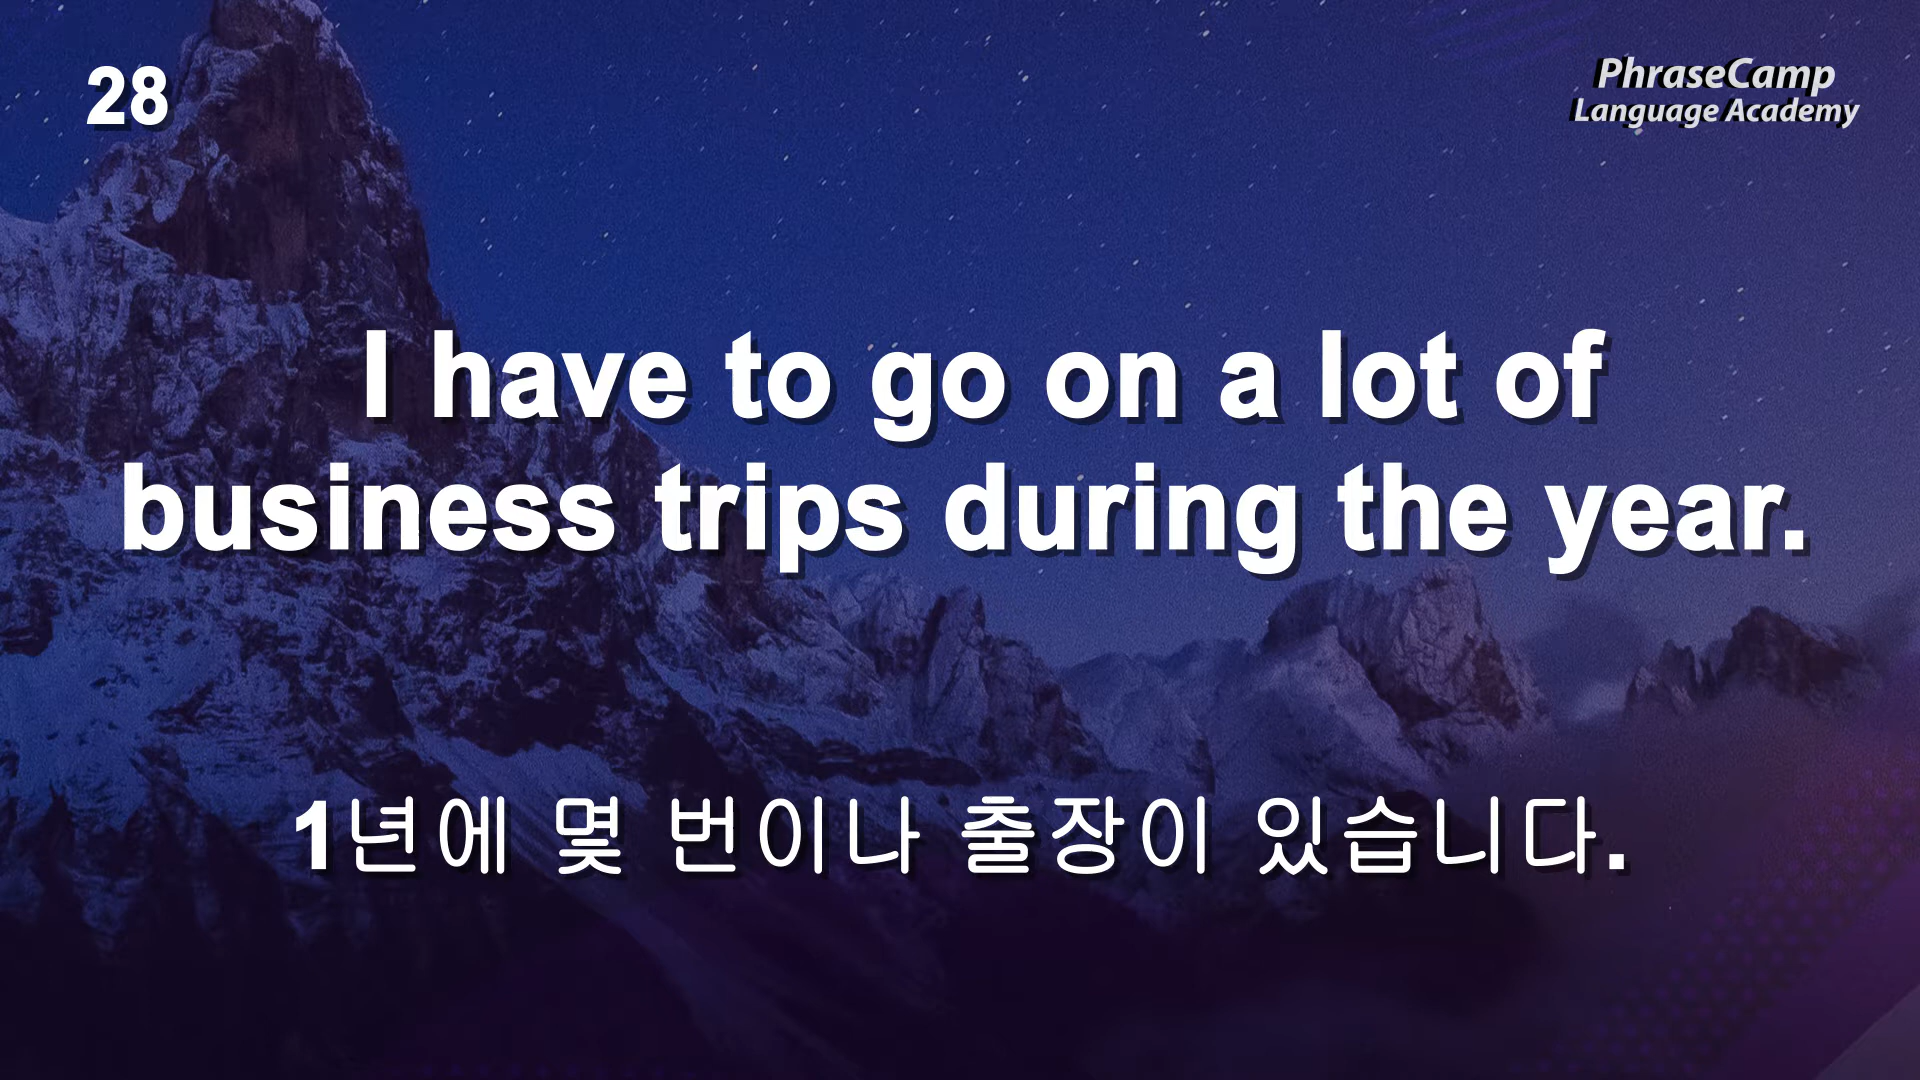 28
PhraseCamp
Language Academy
I have to go on a lot of
business trips during the year.
1년에 몇 번이나 출장이 있습니다.